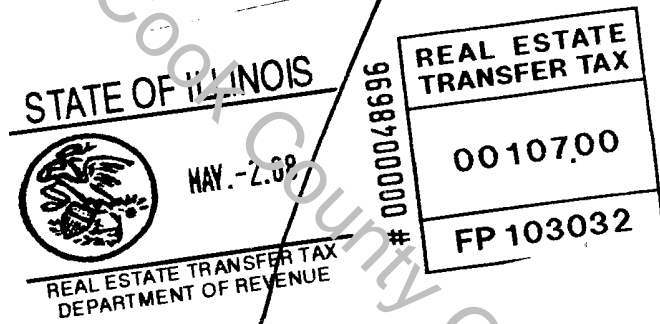 STATE OF ILLINOIS
MAY.-2.08
REAL ESTATE TRANSFER TAX
DEPARTMENT OF REVENUE
# 0000048696
REAL ESTATE
TRANSFER TAX
00107.00
FP 103032
Cook County